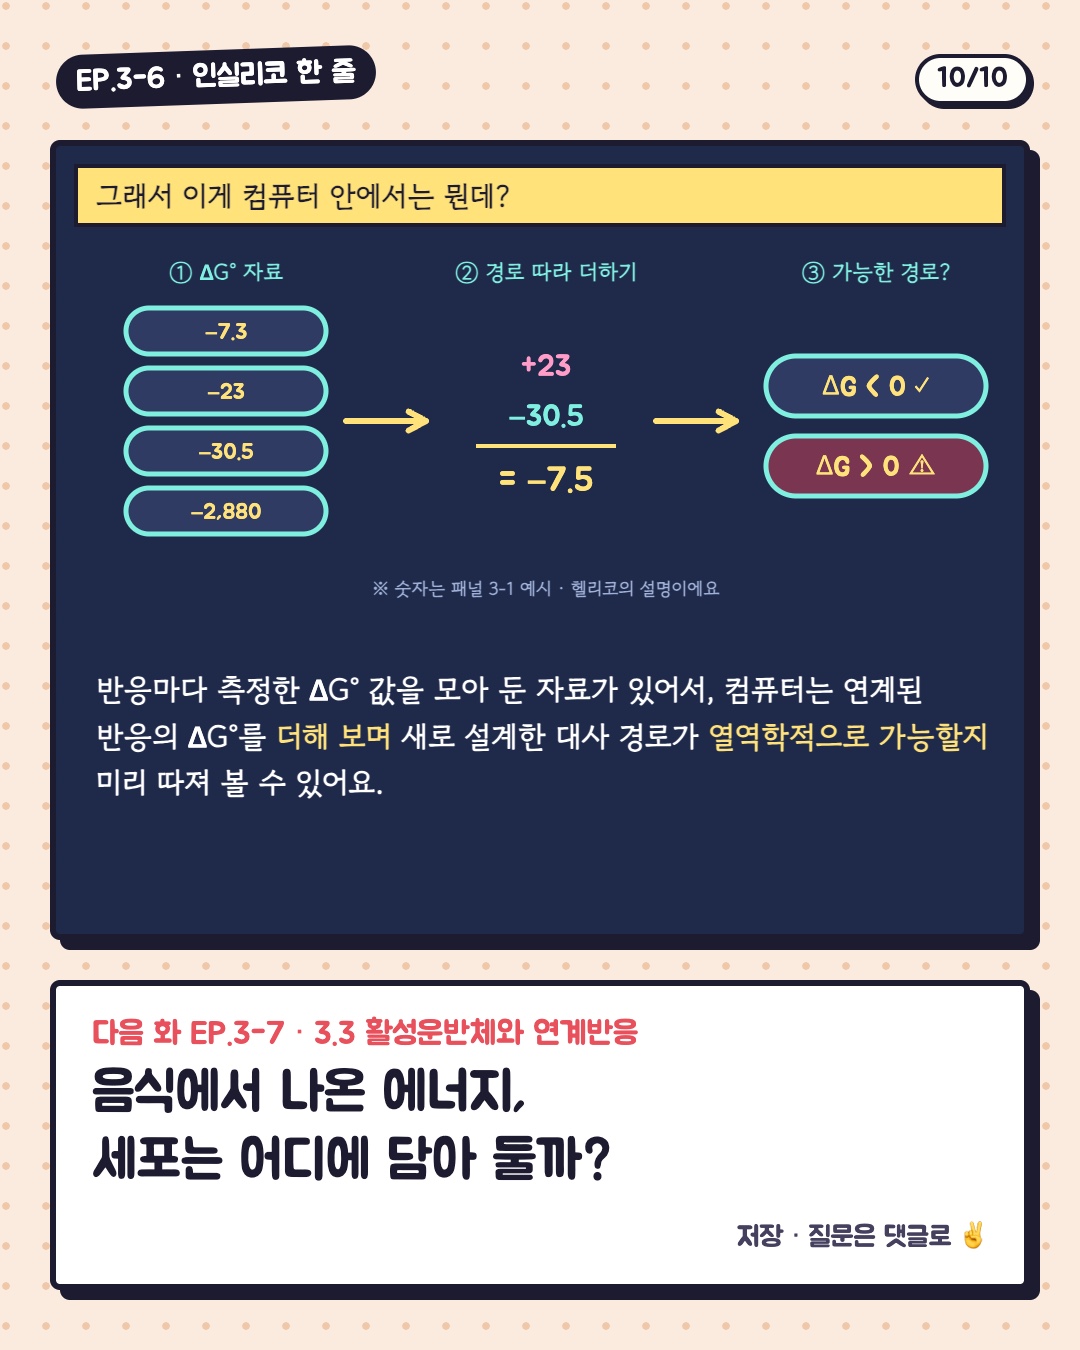 EP.3-6 · 인실리코 한 줄
10/10
그래서 이게 컴퓨터 안에서는 뭔데?
① ΔG° 자료
−7.3
−23
−30.5
−2,880
② 경로 따라 더하기
+23
−30.5
= −7.5
③ 가능한 경로?
ΔG < 0 ✓
ΔG > 0 ⚠
※ 숫자는 패널 3-1 예시 · 헬리코의 설명이에요
반응마다 측정한 ΔG° 값을 모아 둔 자료가 있어서, 컴퓨터는 연계된
반응의 ΔG°를 더해 보며 새로 설계한 대사 경로가 열역학적으로 가능할지
미리 따져 볼 수 있어요.
다음 화 EP.3-7 · 3.3 활성운반체와 연계반응
음식에서 나온 에너지,
세포는 어디에 담아 둘까?
저장 · 질문은 댓글로 ✌️